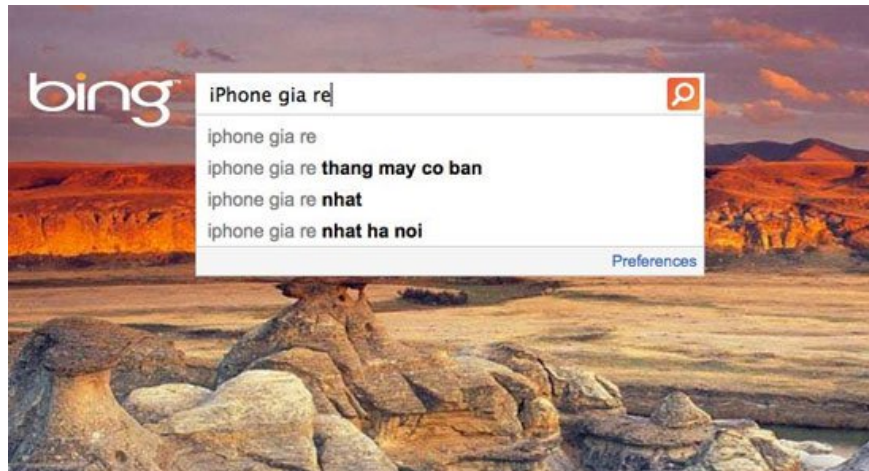 bing™
iPhone gia re
iphone gia re
iphone gia re thang may co ban
iphone gia re nhat
iphone gia re nhat ha noi
Preferences